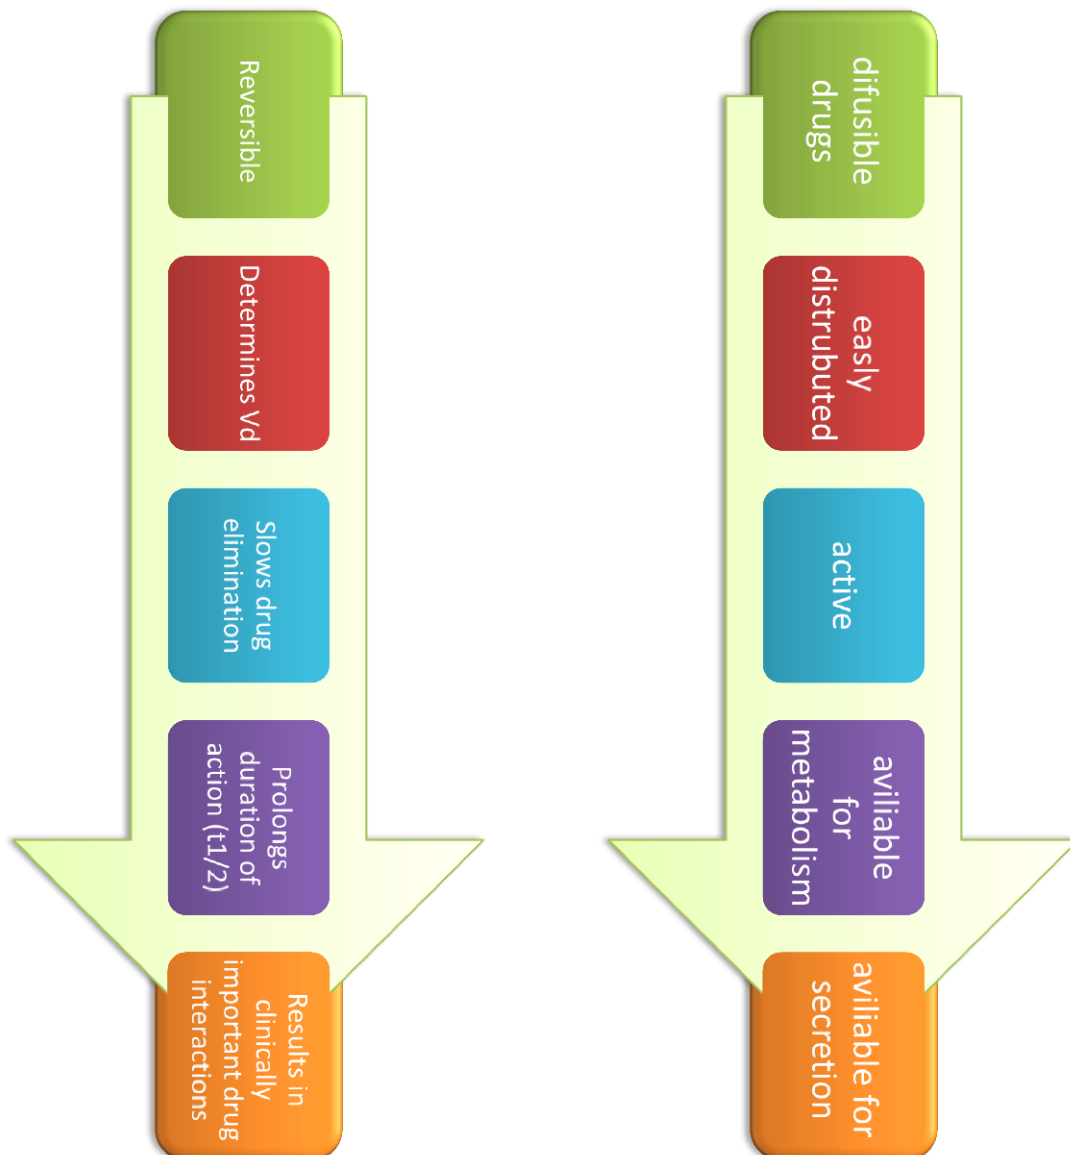 difusible
drugs
easly
distrubuted
active
aviliable
for
metabolism
aviliable for
secretion
Reversible
Determines Vd
Slows drug
elimination
Prolongs
duration of
action (t1/2)
Results in
clinically
important drug
interactions